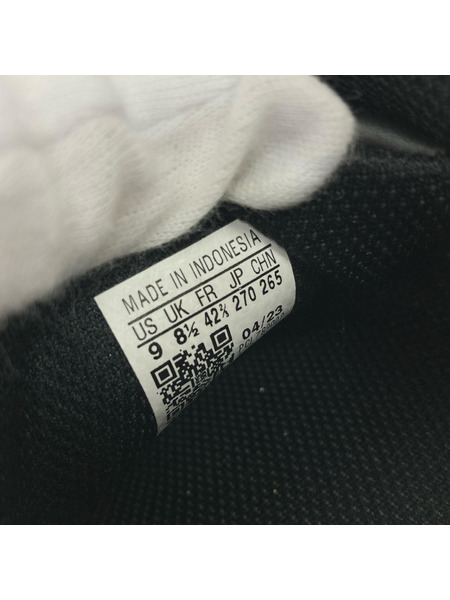 MADE IN INDONESIA
US UK FR JP CHN
9 8½ 42⅔ 270 265
04/23